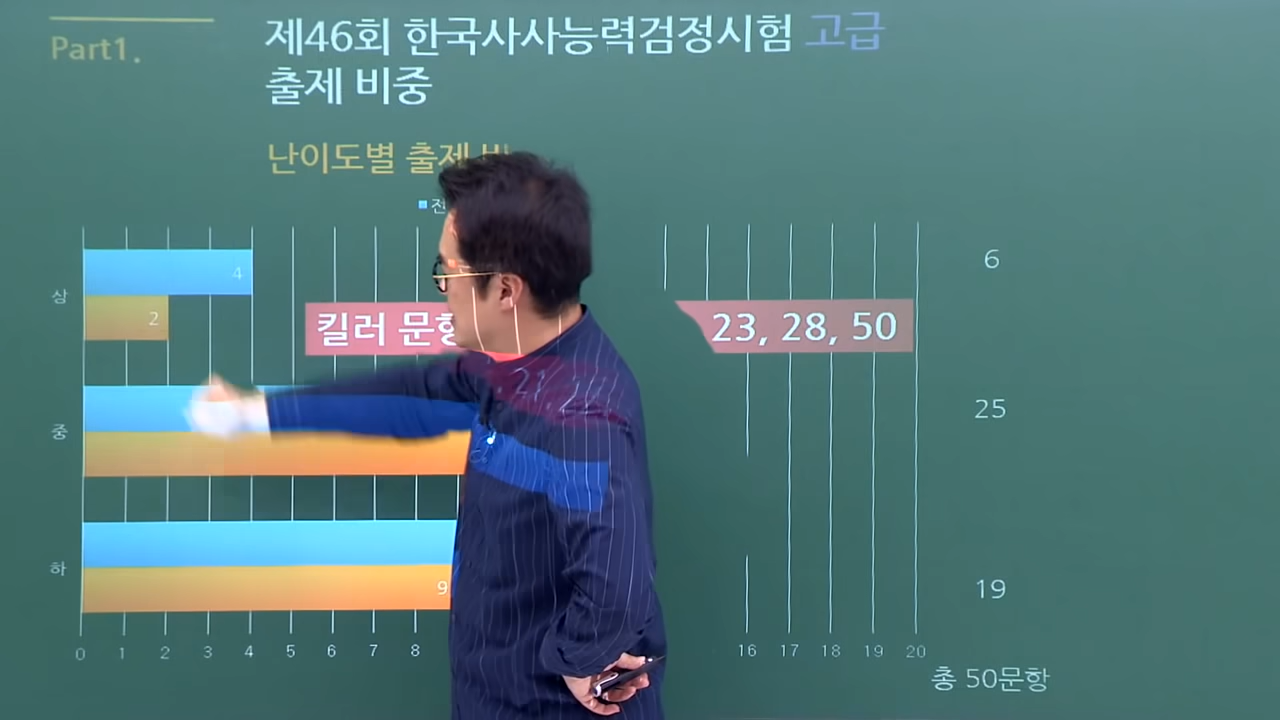 Part1.
제46회 한국사사능력검정시험 고급
출제 비중
난이도별 출제
전
상 4 6
2
킬러 문항 23, 28, 50
중 25
하 19
9
0 1 2 3 4 5 6 7 8 16 17 18 19 20
총 50문항